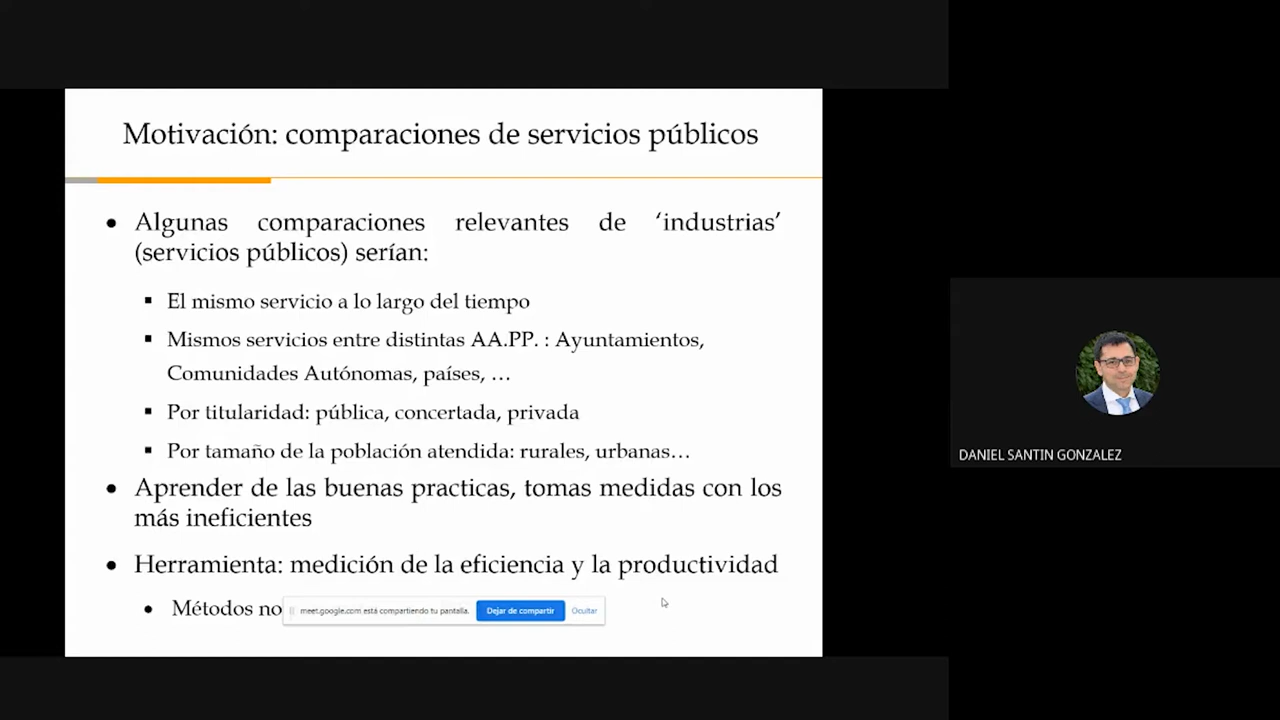 Motivación: comparaciones de servicios públicos
• Algunas comparaciones relevantes de ‘industrias’
(servicios públicos) serían:
▪ El mismo servicio a lo largo del tiempo
▪ Mismos servicios entre distintas AA.PP. : Ayuntamientos,
Comunidades Autónomas, países, …
▪ Por titularidad: pública, concertada, privada
▪ Por tamaño de la población atendida: rurales, urbanas…
• Aprender de las buenas practicas, tomas medidas con los
más ineficientes
• Herramienta: medición de la eficiencia y la productividad
• Métodos no
meet.google.com está compartiendo tu pantalla. Dejar de compartir Ocultar
DANIEL SANTIN GONZALEZ